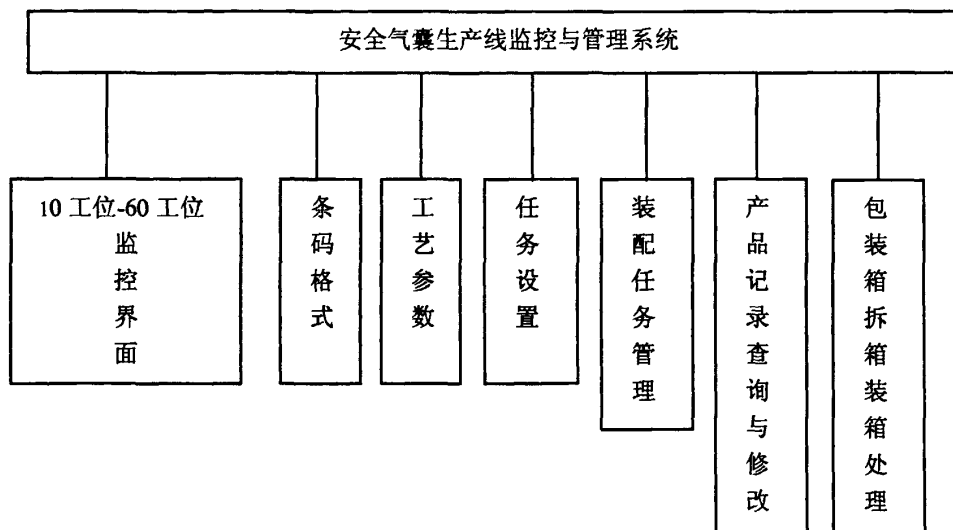 安全气囊生产线监控与管理系统
10工位-60工位
监控界面
条码格式
工艺参数
任务设置
装配任务管理
产品记录查询与修改
包装箱拆箱装箱处理